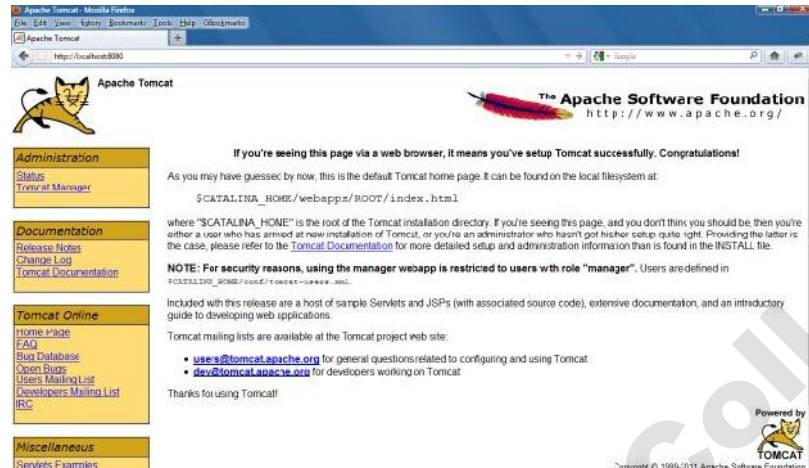 Apache Tomcat - Mozilla Firefox
File Edit View History Bookmarks Tools Help GBookmarks
Apache Tomcat
http://localhost:8080
Google
Apache Tomcat
The Apache Software Foundation
http://www.apache.org/
Administration
Status
Tomcat Manager
Documentation
Release Notes
Change Log
Tomcat Documentation
Tomcat Online
Home Page
FAQ
Bug Database
Open Bugs
Users Mailing List
Developers Mailing List
IRC
Miscellaneous
Servlets Examples
If you're seeing this page via a web browser, it means you've setup Tomcat successfully. Congratulations!
As you may have guessed by now, this is the default Tomcat home page. It can be found on the local filesystem at:
$CATALINA_HOME/webapps/ROOT/index.html
where "$CATALINA_HOME" is the root of the Tomcat installation directory. If you're seeing this page, and you don't think you should be, then you're
either a user who has arrived at new installation of Tomcat, or you're an administrator who hasn't got his/her setup quite right. Providing the latter is
the case, please refer to the Tomcat Documentation for more detailed setup and administration information than is found in the INSTALL file.
NOTE: For security reasons, using the manager webapp is restricted to users with role "manager". Users are defined in
$CATALINA_HOME/conf/tomcat-users.xml.
Included with this release are a host of sample Servlets and JSPs (with associated source code), extensive documentation, and an introductory
guide to developing web applications.
Tomcat mailing lists are available at the Tomcat project web site:
• users@tomcat.apache.org for general questions related to configuring and using Tomcat
• dev@tomcat.apache.org for developers working on Tomcat
Thanks for using Tomcat!
Powered by
TOMCAT
Copyright © 1999-2011 Apache Software Foundation
Coll